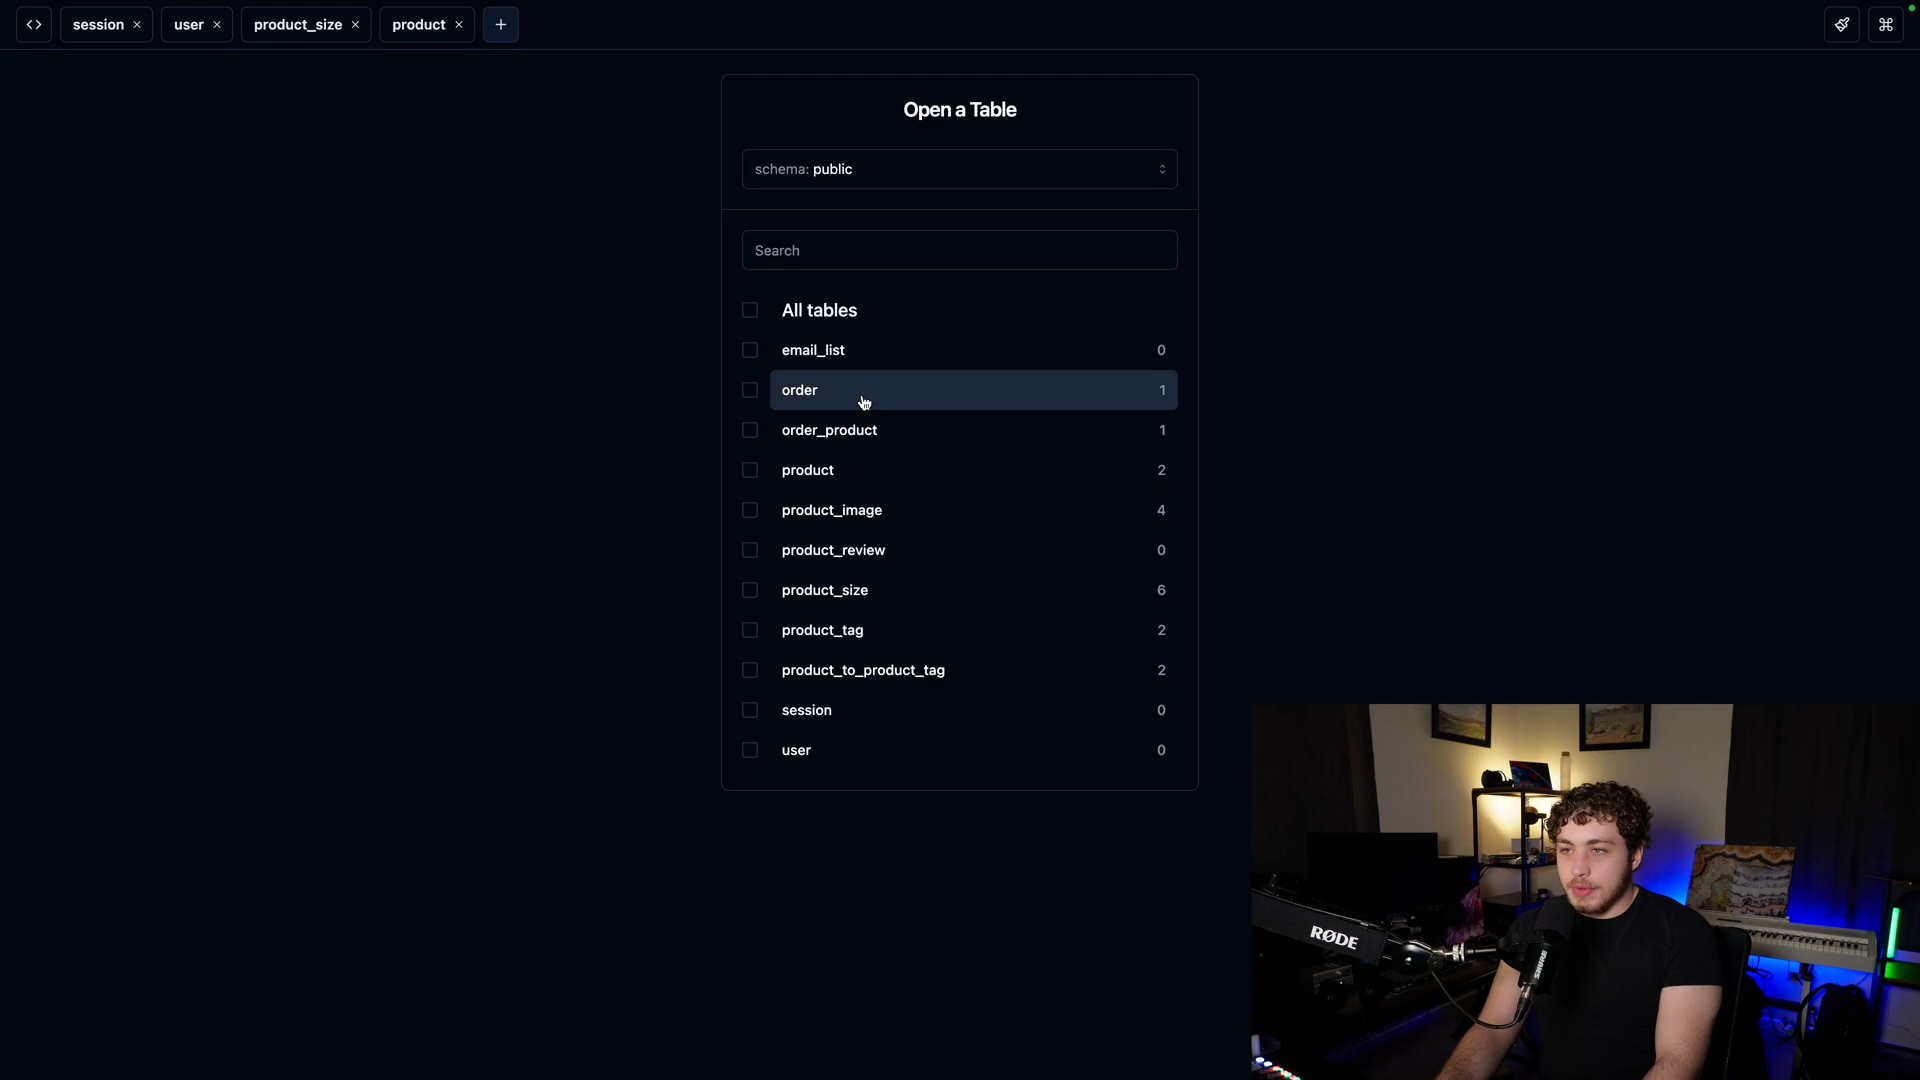 session user product_size product
Open a Table
schema: public
Search
All tables
email_list 0
order 1
order_product 1
product 2
product_image 4
product_review 0
product_size 6
product_tag 2
product_to_product_tag 2
session 0
user 0
RØDE
SHURE